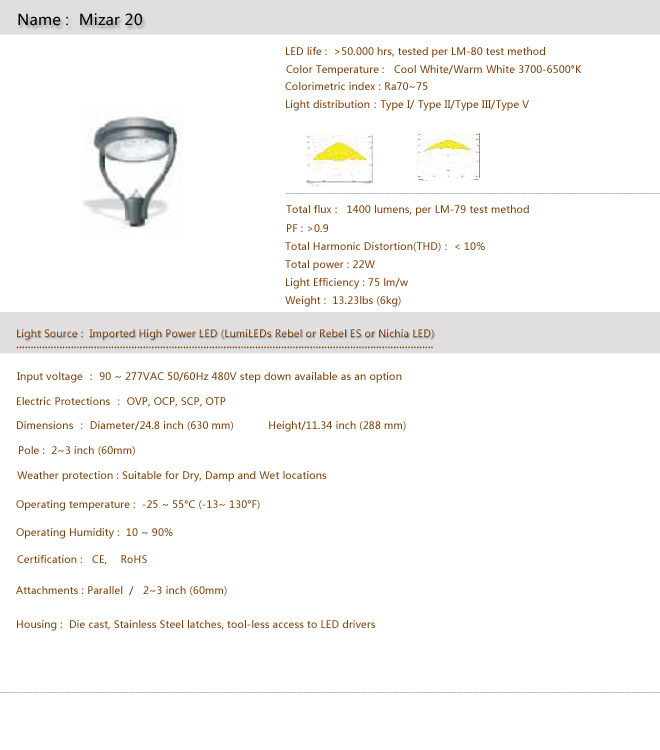 Name :  Mizar 20
LED life :  >50.000 hrs, tested per LM-80 test method
Color Temperature :   Cool White/Warm White 3700-6500°K
Colorimetric index : Ra70~75
Light distribution : Type I/ Type II/Type III/Type V
Total flux :   1400 lumens, per LM-79 test method
PF : >0.9
Total Harmonic Distortion(THD) :  < 10%
Total power : 22W
Light Efficiency : 75 lm/w
Weight :  13.23lbs (6kg)
Light Source :  Imported High Power LED (LumiLEDs Rebel or Rebel ES or Nichia LED)
Input voltage  :  90 ~ 277VAC 50/60Hz 480V step down available as an option
Electric Protections  :  OVP, OCP, SCP, OTP
Dimensions  :  Diameter/24.8 inch (630 mm)          Height/11.34 inch (288 mm)
Pole :  2~3 inch (60mm)
Weather protection : Suitable for Dry, Damp and Wet locations
Operating temperature :  -25 ~ 55°C (-13~ 130°F)
Operating Humidity :  10 ~ 90%
Certification :   CE,    RoHS
Attachments : Parallel  /   2~3 inch (60mm)
Housing :  Die cast, Stainless Steel latches, tool-less access to LED drivers